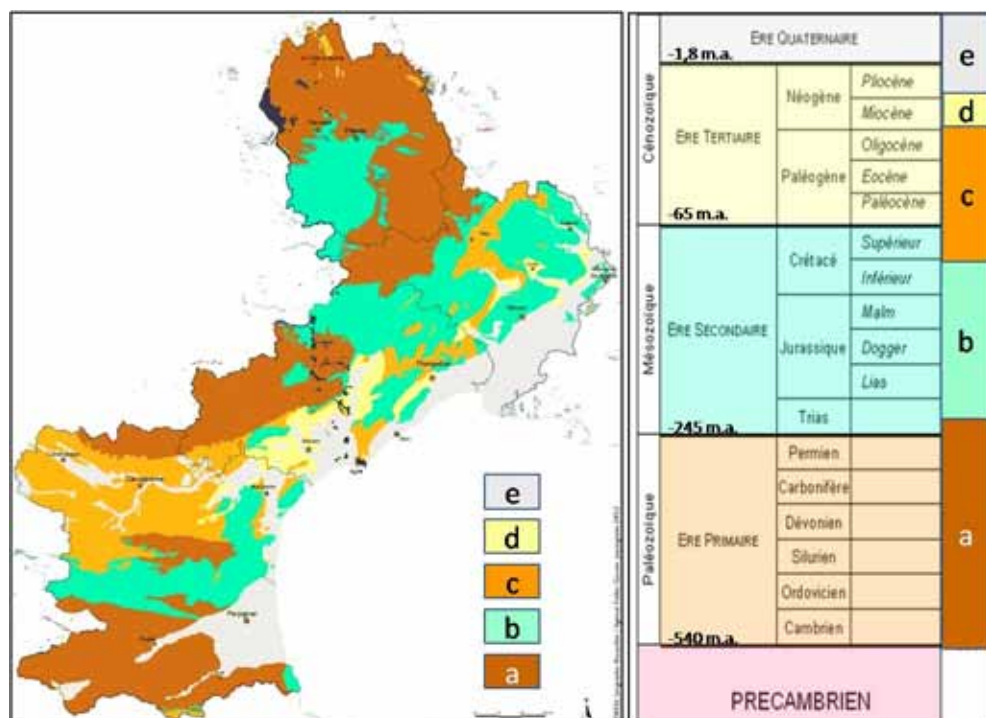 e
d
c
b
a
Perpignan
ERE QUATERNAIRE
-1,8 m.a.
Cénozoïque
ERE TERTIAIRE
Néogène
Pliocène
Miocène
Paléogène
Oligocène
Eocène
Paléocène
-65 m.a.
Mésozoïque
ERE SECONDAIRE
Crétacé
Supérieur
Inférieur
Jurassique
Malm
Dogger
Lias
Trias
-245 m.a.
Paléozoïque
ERE PRIMAIRE
Permien
Carbonifère
Dévonien
Silurien
Ordovicien
Cambrien
-540 m.a.
PRECAMBRIEN
e
d
c
b
a